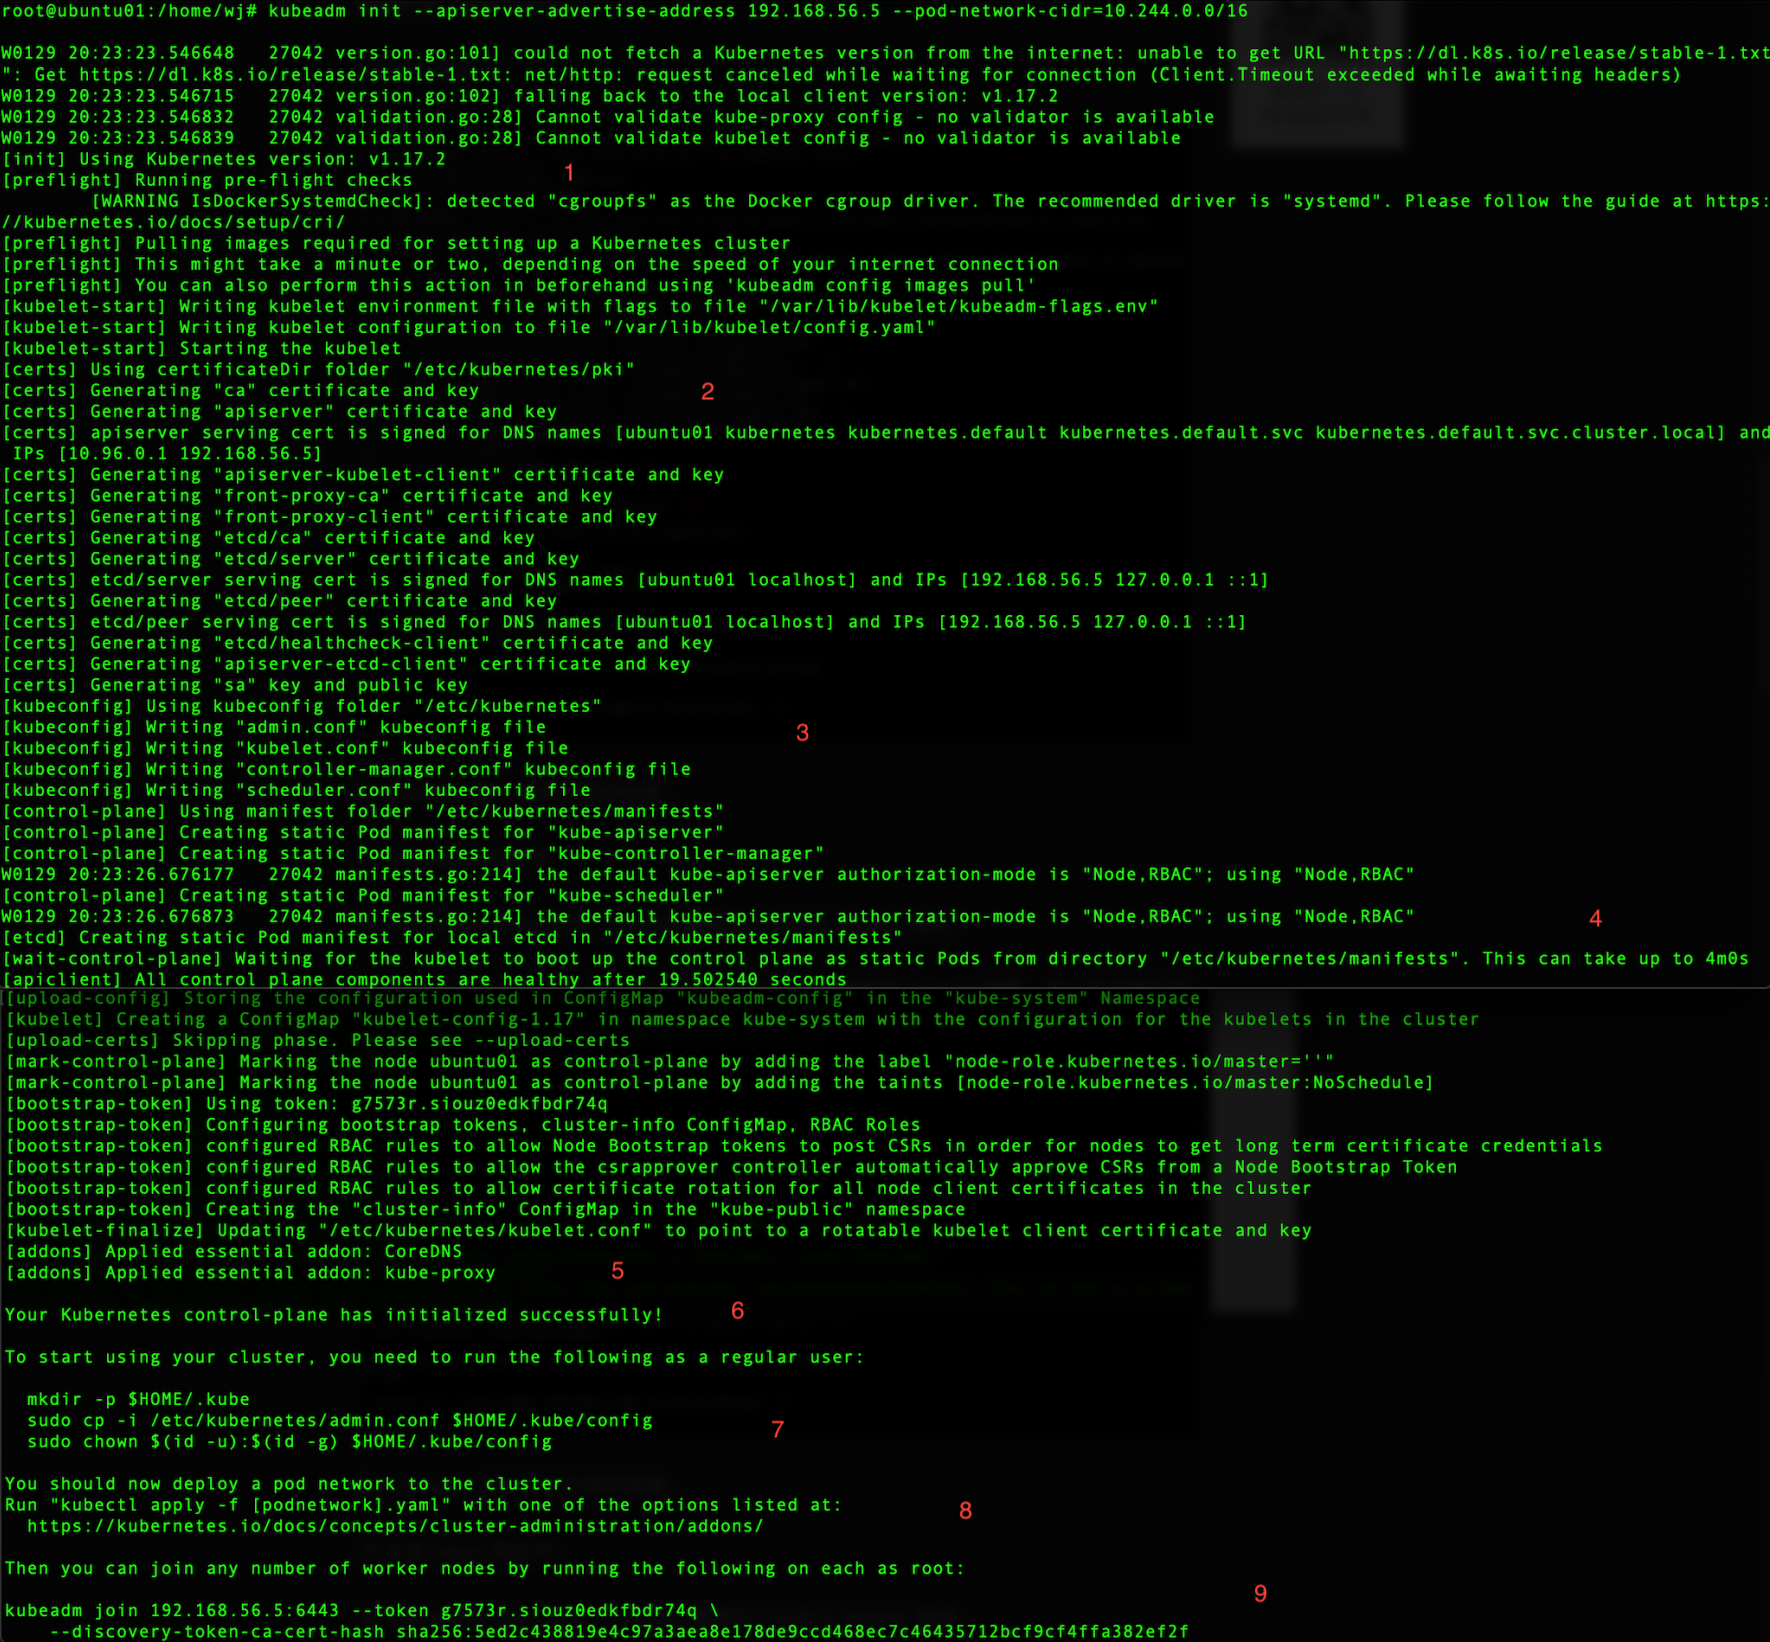 root@ubuntu01:/home/wj# kubeadm init --apiserver-advertise-address 192.168.56.5 --pod-network-cidr=10.244.0.0/16
W0129 20:23:23.546648   27042 version.go:101] could not fetch a Kubernetes version from the internet: unable to get URL "https://dl.k8s.io/release/stable-1.txt
": Get https://dl.k8s.io/release/stable-1.txt: net/http: request canceled while waiting for connection (Client.Timeout exceeded while awaiting headers)
W0129 20:23:23.546715   27042 version.go:102] falling back to the local client version: v1.17.2
W0129 20:23:23.546832   27042 validation.go:28] Cannot validate kube-proxy config - no validator is available
W0129 20:23:23.546839   27042 validation.go:28] Cannot validate kubelet config - no validator is available
[init] Using Kubernetes version: v1.17.2
1
[preflight] Running pre-flight checks
        [WARNING IsDockerSystemdCheck]: detected "cgroupfs" as the Docker cgroup driver. The recommended driver is "systemd". Please follow the guide at https:
//kubernetes.io/docs/setup/cri/
[preflight] Pulling images required for setting up a Kubernetes cluster
[preflight] This might take a minute or two, depending on the speed of your internet connection
[preflight] You can also perform this action in beforehand using 'kubeadm config images pull'
[kubelet-start] Writing kubelet environment file with flags to file "/var/lib/kubelet/kubeadm-flags.env"
[kubelet-start] Writing kubelet configuration to file "/var/lib/kubelet/config.yaml"
[kubelet-start] Starting the kubelet
[certs] Using certificateDir folder "/etc/kubernetes/pki"
[certs] Generating "ca" certificate and key
2
[certs] Generating "apiserver" certificate and key
[certs] apiserver serving cert is signed for DNS names [ubuntu01 kubernetes kubernetes.default kubernetes.default.svc kubernetes.default.svc.cluster.local] and
 IPs [10.96.0.1 192.168.56.5]
[certs] Generating "apiserver-kubelet-client" certificate and key
[certs] Generating "front-proxy-ca" certificate and key
[certs] Generating "front-proxy-client" certificate and key
[certs] Generating "etcd/ca" certificate and key
[certs] Generating "etcd/server" certificate and key
[certs] etcd/server serving cert is signed for DNS names [ubuntu01 localhost] and IPs [192.168.56.5 127.0.0.1 ::1]
[certs] Generating "etcd/peer" certificate and key
[certs] etcd/peer serving cert is signed for DNS names [ubuntu01 localhost] and IPs [192.168.56.5 127.0.0.1 ::1]
[certs] Generating "etcd/healthcheck-client" certificate and key
[certs] Generating "apiserver-etcd-client" certificate and key
[certs] Generating "sa" key and public key
[kubeconfig] Using kubeconfig folder "/etc/kubernetes"
[kubeconfig] Writing "admin.conf" kubeconfig file
3
[kubeconfig] Writing "kubelet.conf" kubeconfig file
[kubeconfig] Writing "controller-manager.conf" kubeconfig file
[kubeconfig] Writing "scheduler.conf" kubeconfig file
[control-plane] Using manifest folder "/etc/kubernetes/manifests"
[control-plane] Creating static Pod manifest for "kube-apiserver"
[control-plane] Creating static Pod manifest for "kube-controller-manager"
W0129 20:23:26.676177   27042 manifests.go:214] the default kube-apiserver authorization-mode is "Node,RBAC"; using "Node,RBAC"
[control-plane] Creating static Pod manifest for "kube-scheduler"
W0129 20:23:26.676873   27042 manifests.go:214] the default kube-apiserver authorization-mode is "Node,RBAC"; using "Node,RBAC"
4
[etcd] Creating static Pod manifest for local etcd in "/etc/kubernetes/manifests"
[wait-control-plane] Waiting for the kubelet to boot up the control plane as static Pods from directory "/etc/kubernetes/manifests". This can take up to 4m0s
[apiclient] All control plane components are healthy after 19.502540 seconds
[upload-config] Storing the configuration used in ConfigMap "kubeadm-config" in the "kube-system" Namespace
[kubelet] Creating a ConfigMap "kubelet-config-1.17" in namespace kube-system with the configuration for the kubelets in the cluster
[upload-certs] Skipping phase. Please see --upload-certs
[mark-control-plane] Marking the node ubuntu01 as control-plane by adding the label "node-role.kubernetes.io/master=''"
[mark-control-plane] Marking the node ubuntu01 as control-plane by adding the taints [node-role.kubernetes.io/master:NoSchedule]
[bootstrap-token] Using token: g7573r.siouz0edkfbdr74q
[bootstrap-token] Configuring bootstrap tokens, cluster-info ConfigMap, RBAC Roles
[bootstrap-token] configured RBAC rules to allow Node Bootstrap tokens to post CSRs in order for nodes to get long term certificate credentials
[bootstrap-token] configured RBAC rules to allow the csrapprover controller automatically approve CSRs from a Node Bootstrap Token
[bootstrap-token] configured RBAC rules to allow certificate rotation for all node client certificates in the cluster
[bootstrap-token] Creating the "cluster-info" ConfigMap in the "kube-public" namespace
[kubelet-finalize] Updating "/etc/kubernetes/kubelet.conf" to point to a rotatable kubelet client certificate and key
[addons] Applied essential addon: CoreDNS
[addons] Applied essential addon: kube-proxy
5
Your Kubernetes control-plane has initialized successfully!
6
To start using your cluster, you need to run the following as a regular user:
  mkdir -p $HOME/.kube
  sudo cp -i /etc/kubernetes/admin.conf $HOME/.kube/config
7
  sudo chown $(id -u):$(id -g) $HOME/.kube/config
You should now deploy a pod network to the cluster.
Run "kubectl apply -f [podnetwork].yaml" with one of the options listed at:
8
  https://kubernetes.io/docs/concepts/cluster-administration/addons/
Then you can join any number of worker nodes by running the following on each as root:
9
kubeadm join 192.168.56.5:6443 --token g7573r.siouz0edkfbdr74q \
    --discovery-token-ca-cert-hash sha256:5ed2c438819e4c97a3aea8e178de9ccd468ec7c46435712bcf9cf4ffa382ef2f